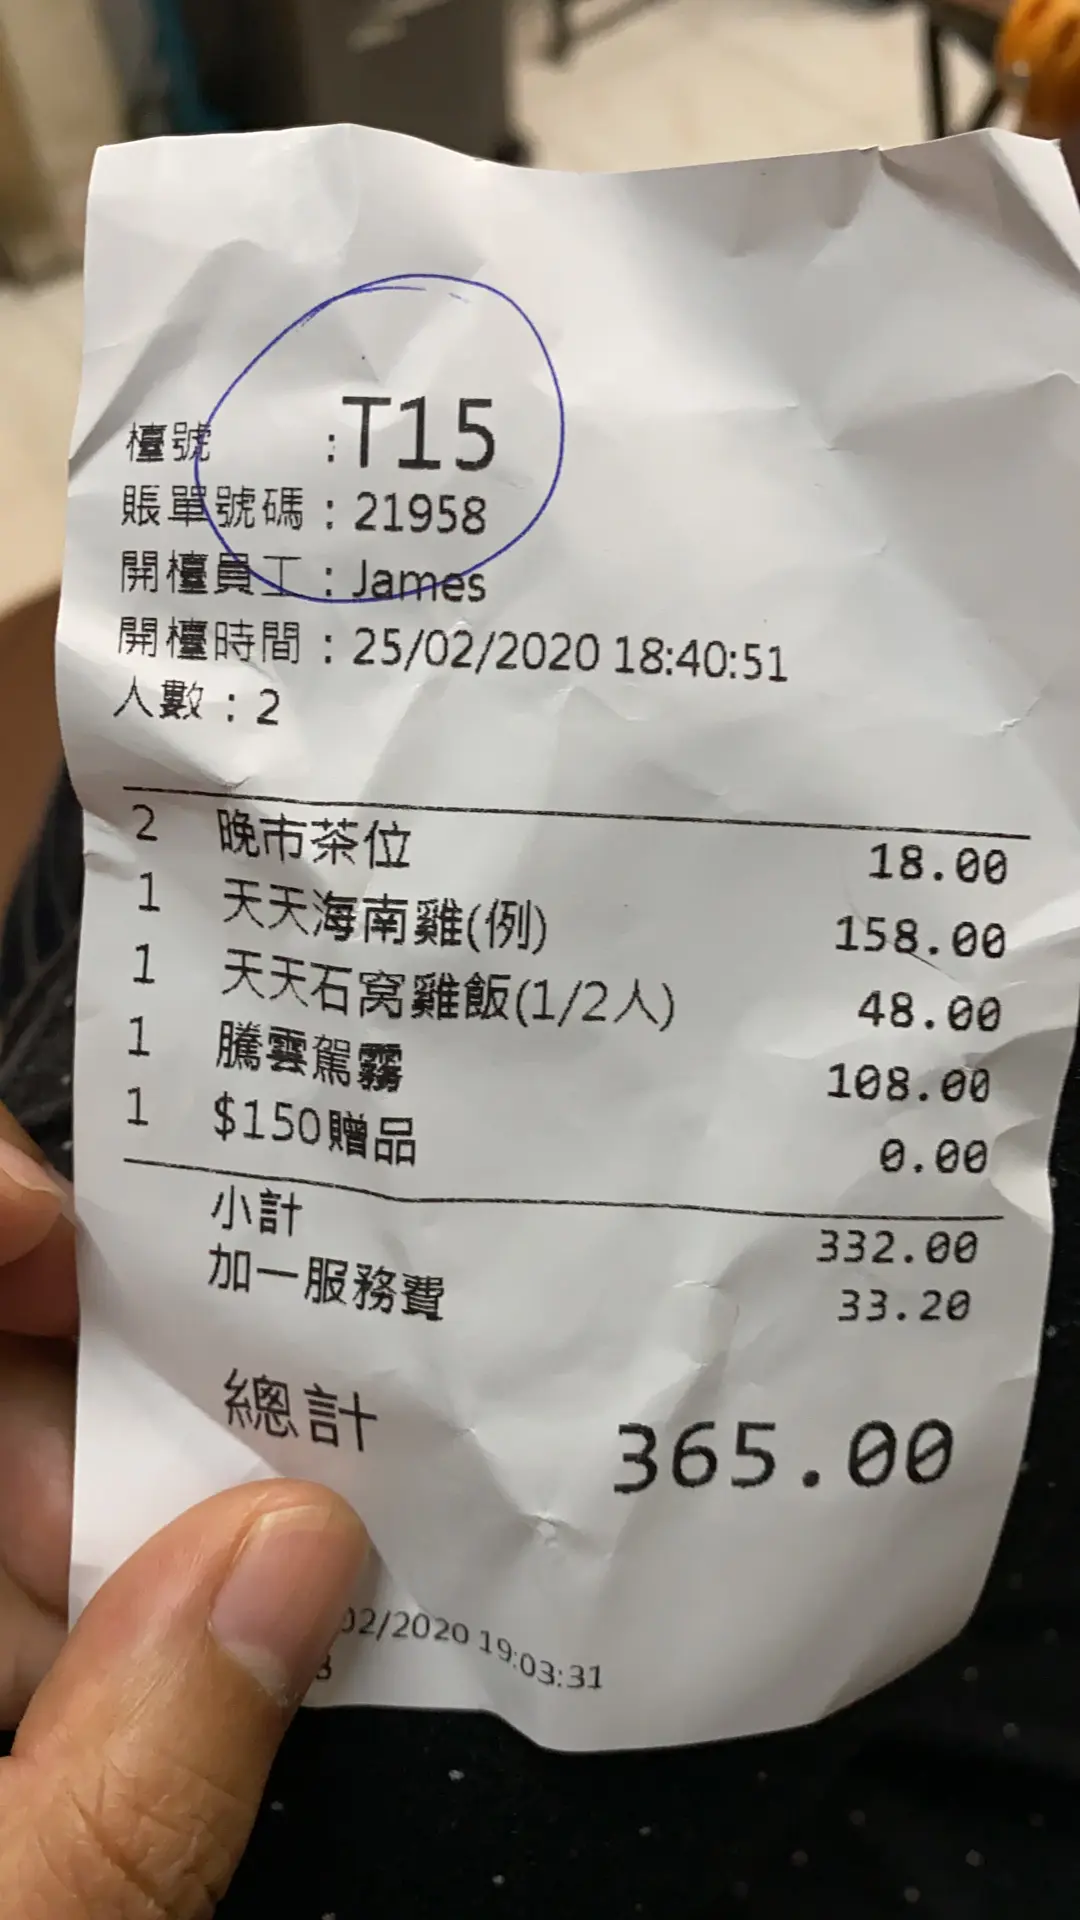 檯號 :T15
賬單號碼 : 21958
開檯員工 : James
開檯時間 : 25/02/2020 18:40:51
人數 : 2
2 晚市茶位 18.00
1 天天海南雞(例) 158.00
1 天天石窝雞飯(1/2人) 48.00
1 騰雲駕霧 108.00
1 $150贈品 0.00
小計 332.00
加一服務費 33.20
總計 365.00
02/2020 19:03:31